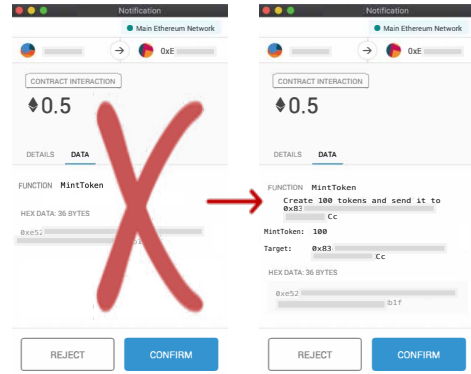 Notification
Main Ethereum Network
0xE
CONTRACT INTERACTION
0.5
DETAILS DATA
FUNCTION MintToken
HEX DATA: 36 BYTES
0xe52
REJECT CONFIRM
Notification
Main Ethereum Network
0xE
CONTRACT INTERACTION
0.5
DETAILS DATA
FUNCTION MintToken
Create 100 tokens and send it to
0x83
Cc
MintToken: 100
Target: 0x83
Cc
HEX DATA: 36 BYTES
0xe52
b1f
REJECT CONFIRM